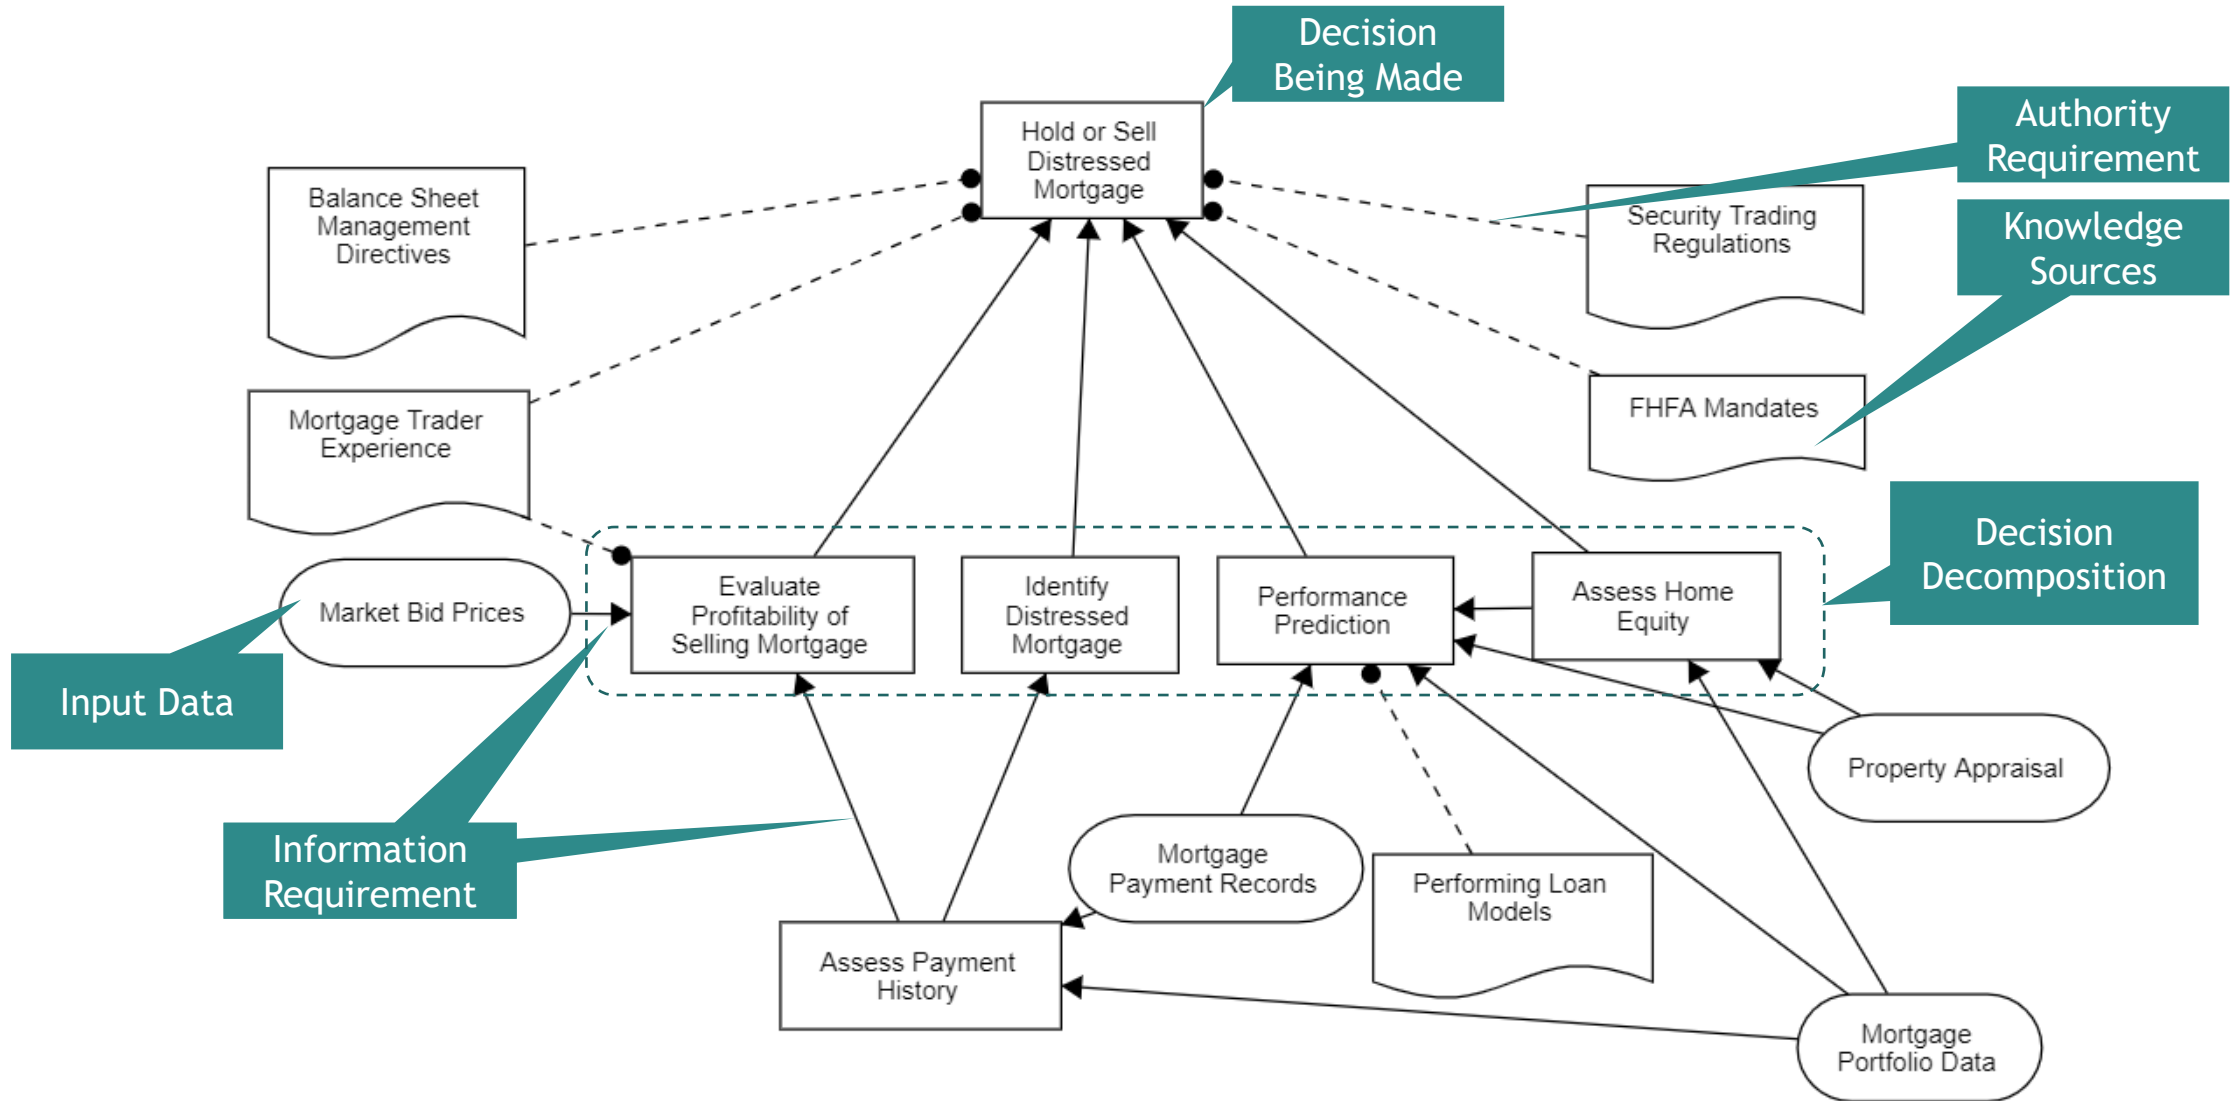 Decision
Being Made
Authority
Requirement
Hold or Sell
Distressed
Mortgage
Balance Sheet
Management
Directives
Security Trading
Regulations
Knowledge
Sources
Mortgage Trader
Experience
FHFA Mandates
Decision
Decomposition
Market Bid Prices
Evaluate
Profitability of
Selling Mortgage
Identify
Distressed
Mortgage
Performance
Prediction
Assess Home
Equity
Input Data
Property Appraisal
Information
Requirement
Mortgage
Payment Records
Performing Loan
Models
Assess Payment
History
Mortgage
Portfolio Data